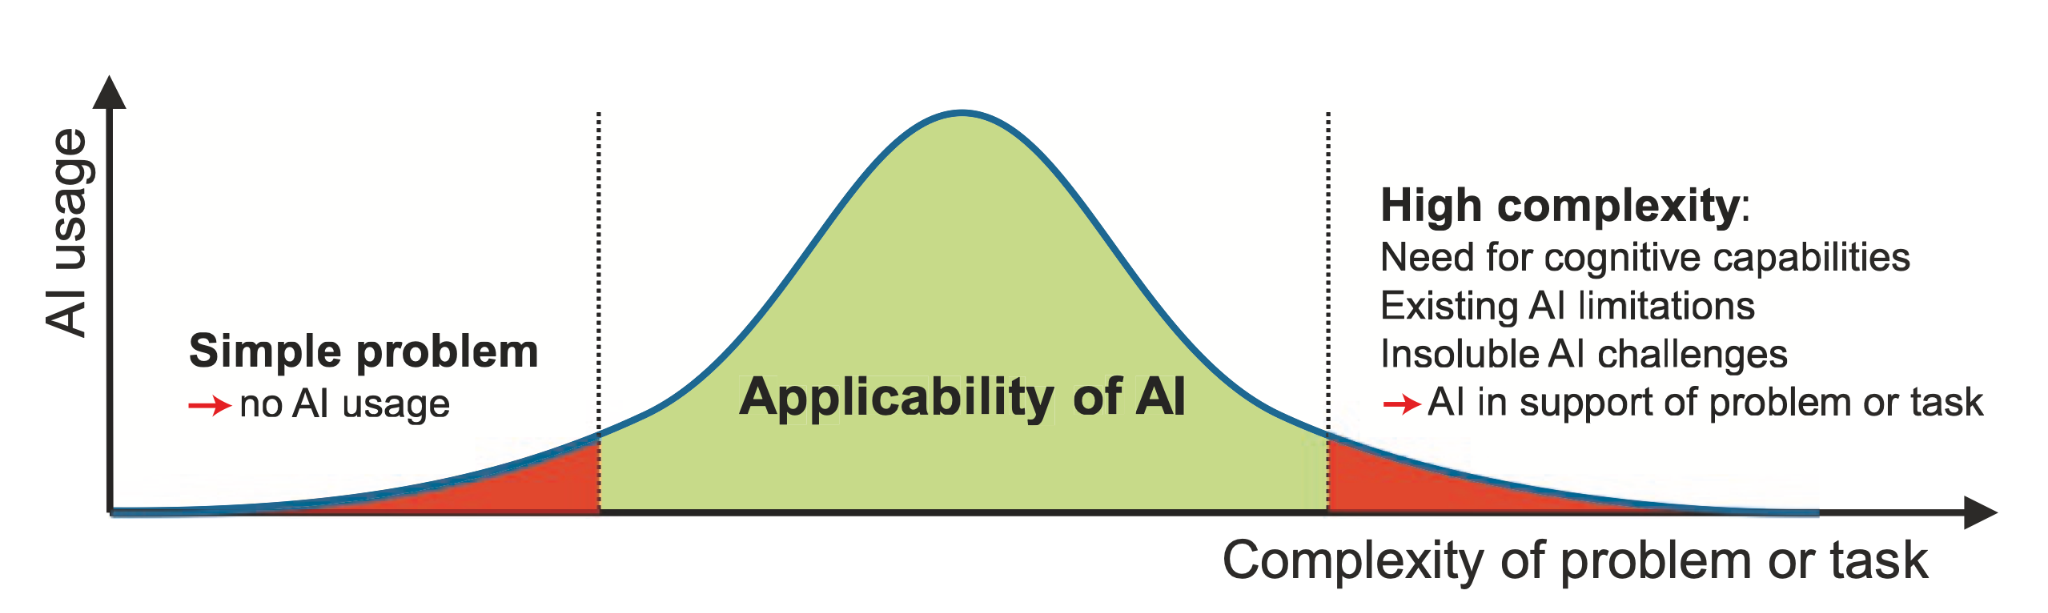 AI usage
Simple problem
→ no AI usage
Applicability of AI
High complexity:
Need for cognitive capabilities
Existing AI limitations
Insoluble AI challenges
→ AI in support of problem or task
Complexity of problem or task